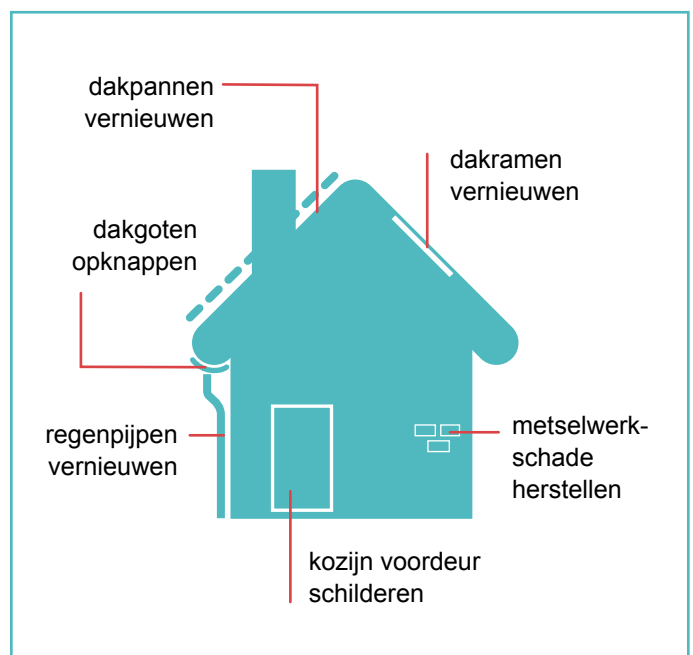 dakpannen
vernieuwen
dakramen
vernieuwen
dakgoten
opknappen
regenpijpen
vernieuwen
metselwerk-
schade
herstellen
kozijn voordeur
schilderen